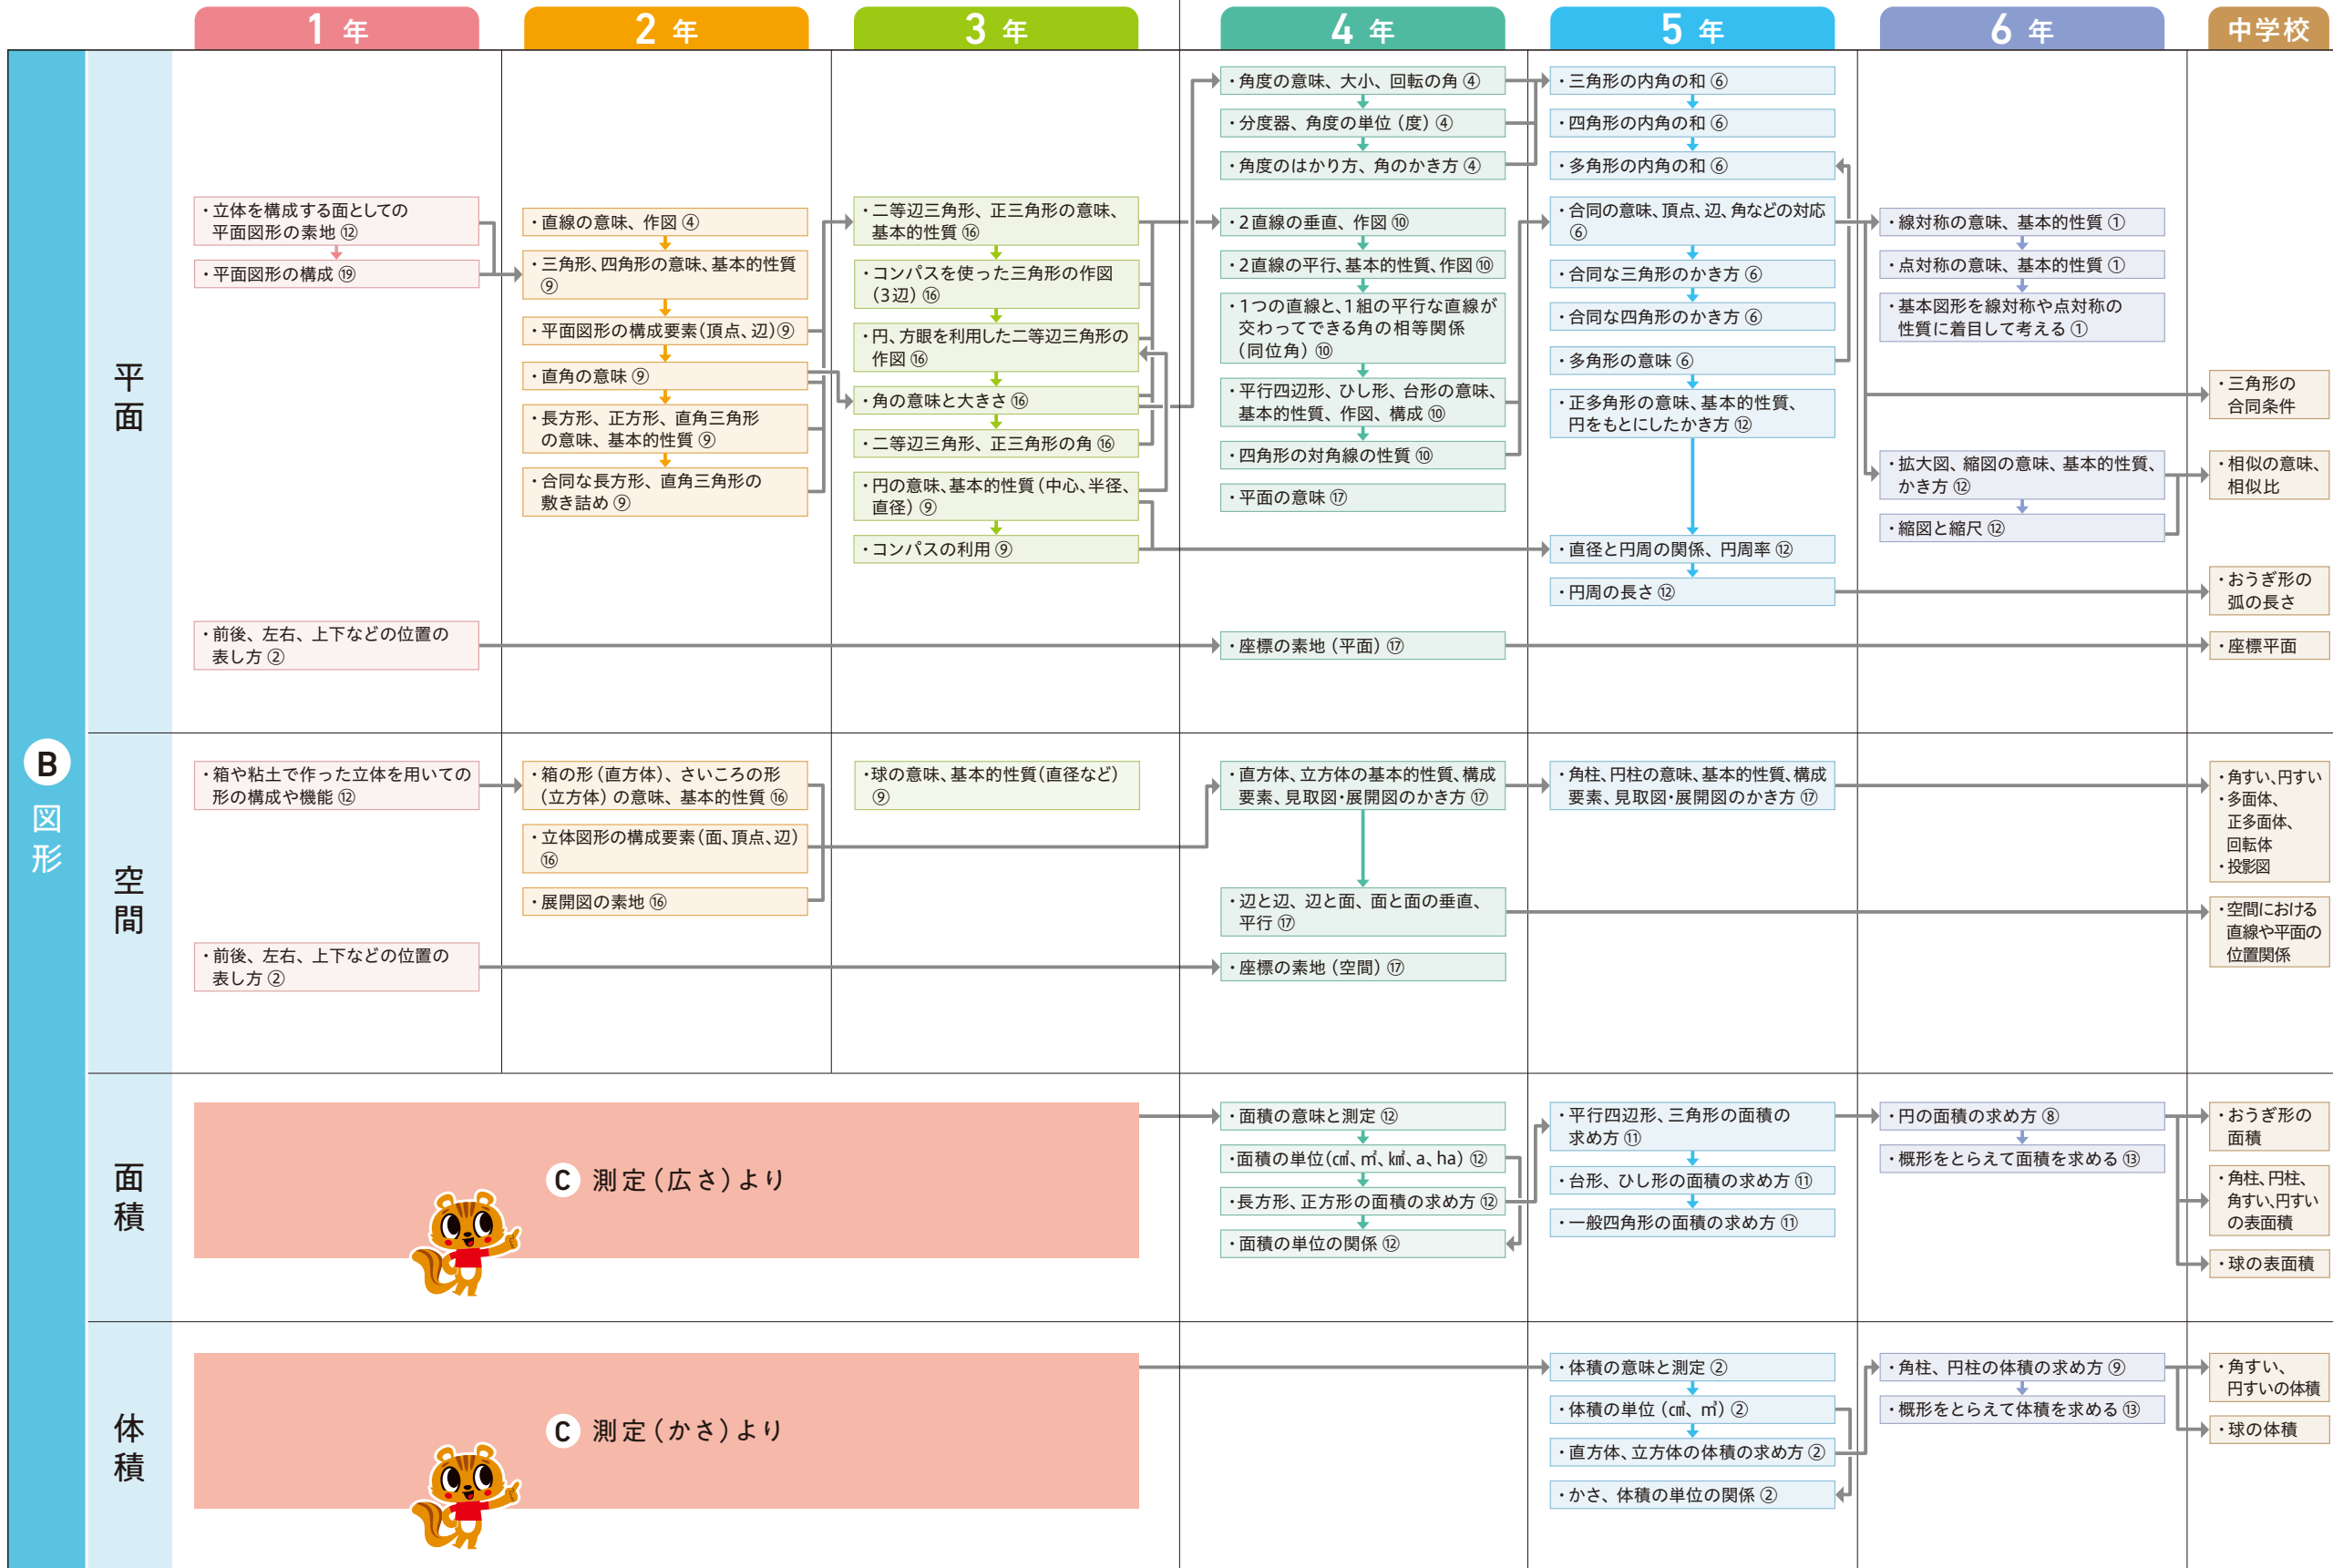 1 年
2 年
3 年
4 年
5 年
6 年
中学校
B
図形
平面
・立体を構成する面としての
平面図形の素地 ⑫
・平面図形の構成 ⑲
・前後、左右、上下などの位置の
表し方 ②
・直線の意味、作図 ④
・三角形、四角形の意味、基本的性質
⑨
・平面図形の構成要素(頂点、辺)⑨
・直角の意味 ⑨
・長方形、正方形、直角三角形
の意味、基本的性質 ⑨
・合同な長方形、直角三角形の
敷き詰め ⑨
・二等辺三角形、正三角形の意味、
基本的性質 ⑯
・コンパスを使った三角形の作図
(3辺)⑯
・円、方眼を利用した二等辺三角形の
作図 ⑯
・角の意味と大きさ ⑯
・二等辺三角形、正三角形の角 ⑯
・円の意味、基本的性質(中心、半径、
直径)⑨
・コンパスの利用 ⑨
・角度の意味、大小、回転の角 ④
・分度器、角度の単位(度)④
・角度のはかり方、角のかき方 ④
・2直線の垂直、作図 ⑩
・2直線の平行、基本的性質、作図 ⑩
・1つの直線と、1組の平行な直線が
交わってできる角の相等関係
(同位角)⑩
・平行四辺形、ひし形、台形の意味、
基本的性質、作図、構成 ⑩
・四角形の対角線の性質 ⑩
・平面の意味 ⑰
・座標の素地(平面)⑰
・三角形の内角の和 ⑥
・四角形の内角の和 ⑥
・多角形の内角の和 ⑥
・合同の意味、頂点、辺、角などの対応
⑥
・合同な三角形のかき方 ⑥
・合同な四角形のかき方 ⑥
・多角形の意味 ⑥
・正多角形の意味、基本的性質、
円をもとにしたかき方 ⑫
・直径と円周の関係、円周率 ⑫
・円周の長さ ⑫
・線対称の意味、基本的性質 ①
・点対称の意味、基本的性質 ①
・基本図形を線対称や点対称の
性質に着目して考える ①
・拡大図、縮図の意味、基本的性質、
かき方 ⑫
・縮図と縮尺 ⑫
・三角形の
合同条件
・相似の意味、
相似比
・おうぎ形の
弧の長さ
・座標平面
空間
・箱や粘土で作った立体を用いての
形の構成や機能 ⑫
・前後、左右、上下などの位置の
表し方 ②
・箱の形(直方体)、さいころの形
(立方体)の意味、基本的性質 ⑯
・立体図形の構成要素(面、頂点、辺)
⑯
・展開図の素地 ⑯
・球の意味、基本的性質(直径など)
⑨
・直方体、立方体の基本的性質、構成
要素、見取図・展開図のかき方 ⑰
・辺と辺、辺と面、面と面の垂直、
平行 ⑰
・座標の素地(空間)⑰
・角柱、円柱の意味、基本的性質、構成
要素、見取図・展開図のかき方 ⑰
・角すい、円すい
・多面体、
正多面体、
回転体
・投影図
・空間における
直線や平面の
位置関係
面積
C 測定(広さ)より
・面積の意味と測定 ⑫
・面積の単位(㎠、㎡、㎢、a、ha)⑫
・長方形、正方形の面積の求め方 ⑫
・面積の単位の関係 ⑫
・平行四辺形、三角形の面積の
求め方 ⑪
・台形、ひし形の面積の求め方 ⑪
・一般四角形の面積の求め方 ⑪
・円の面積の求め方 ⑧
・概形をとらえて面積を求める ⑬
・おうぎ形の
面積
・角柱、円柱、
角すい、円すい
の表面積
・球の表面積
体積
C 測定(かさ)より
・体積の意味と測定 ②
・体積の単位(㎤、㎥)②
・直方体、立方体の体積の求め方 ②
・かさ、体積の単位の関係 ②
・角柱、円柱の体積の求め方 ⑨
・概形をとらえて体積を求める ⑬
・角すい、
円すいの体積
・球の体積